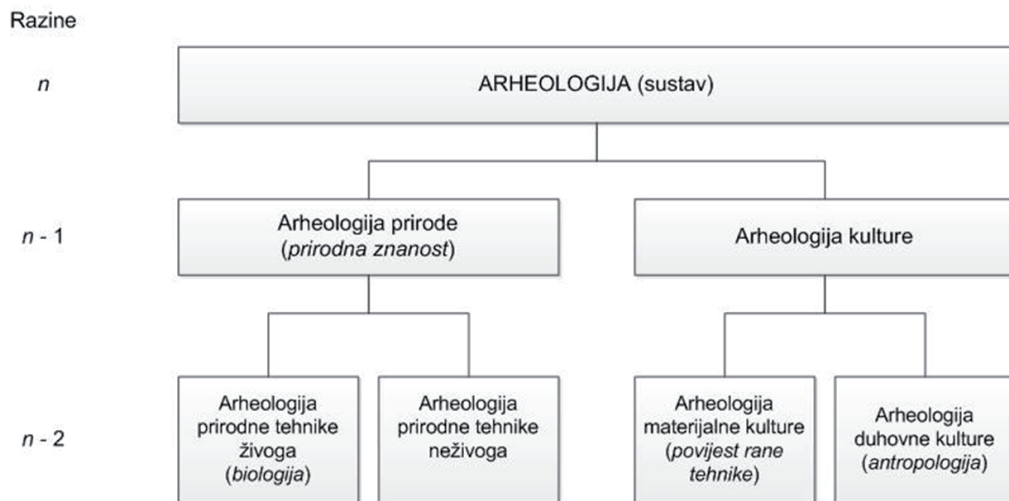 Razine
n
ARHEOLOGIJA (sustav)
n - 1
Arheologija prirode
(prirodna znanost)
Arheologija kulture
n - 2
Arheologija
prirodne tehnike
živoga
(biologija)
Arheologija
prirodne tehnike
neživoga
Arheologija
materijalne kulture
(povijest rane
tehnike)
Arheologija
duhovne kulture
(antropologija)